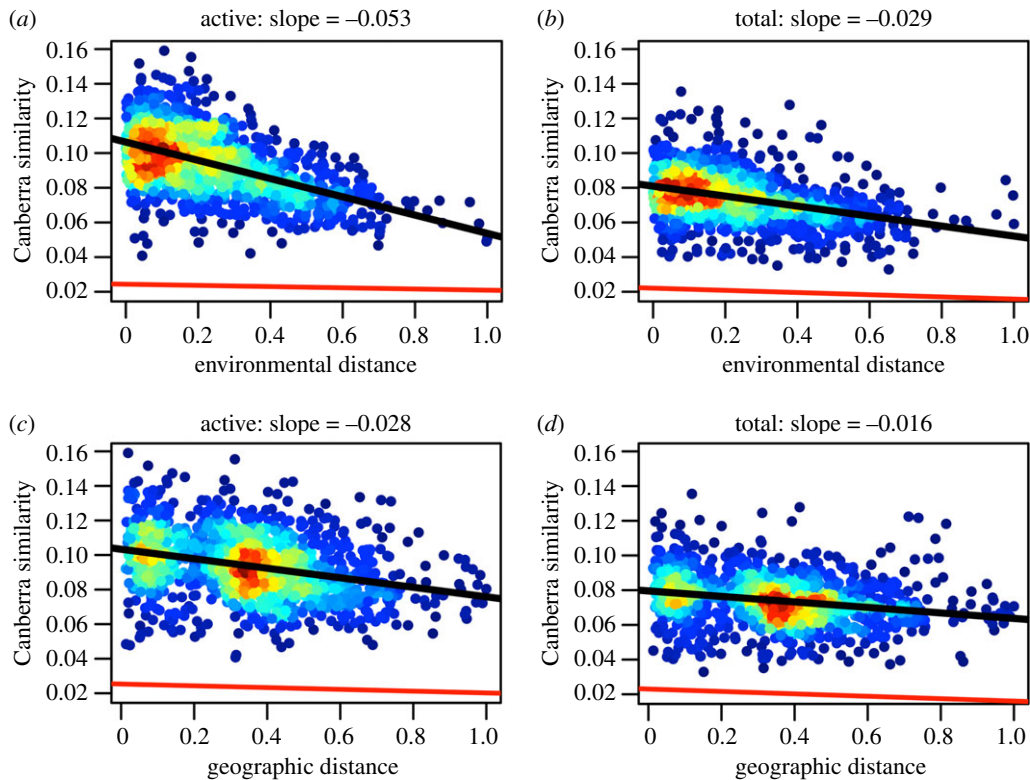 (a) active: slope = –0.053
Canberra similarity
0.16
0.14
0.12
0.10
0.08
0.06
0.04
0.02
0 0.2 0.4 0.6 0.8 1.0
environmental distance
(b) total: slope = –0.029
Canberra similarity
0.16
0.14
0.12
0.10
0.08
0.06
0.04
0.02
0 0.2 0.4 0.6 0.8 1.0
environmental distance
(c) active: slope = –0.028
Canberra similarity
0.16
0.14
0.12
0.10
0.08
0.06
0.04
0.02
0 0.2 0.4 0.6 0.8 1.0
geographic distance
(d) total: slope = –0.016
Canberra similarity
0.16
0.14
0.12
0.10
0.08
0.06
0.04
0.02
0 0.2 0.4 0.6 0.8 1.0
geographic distance